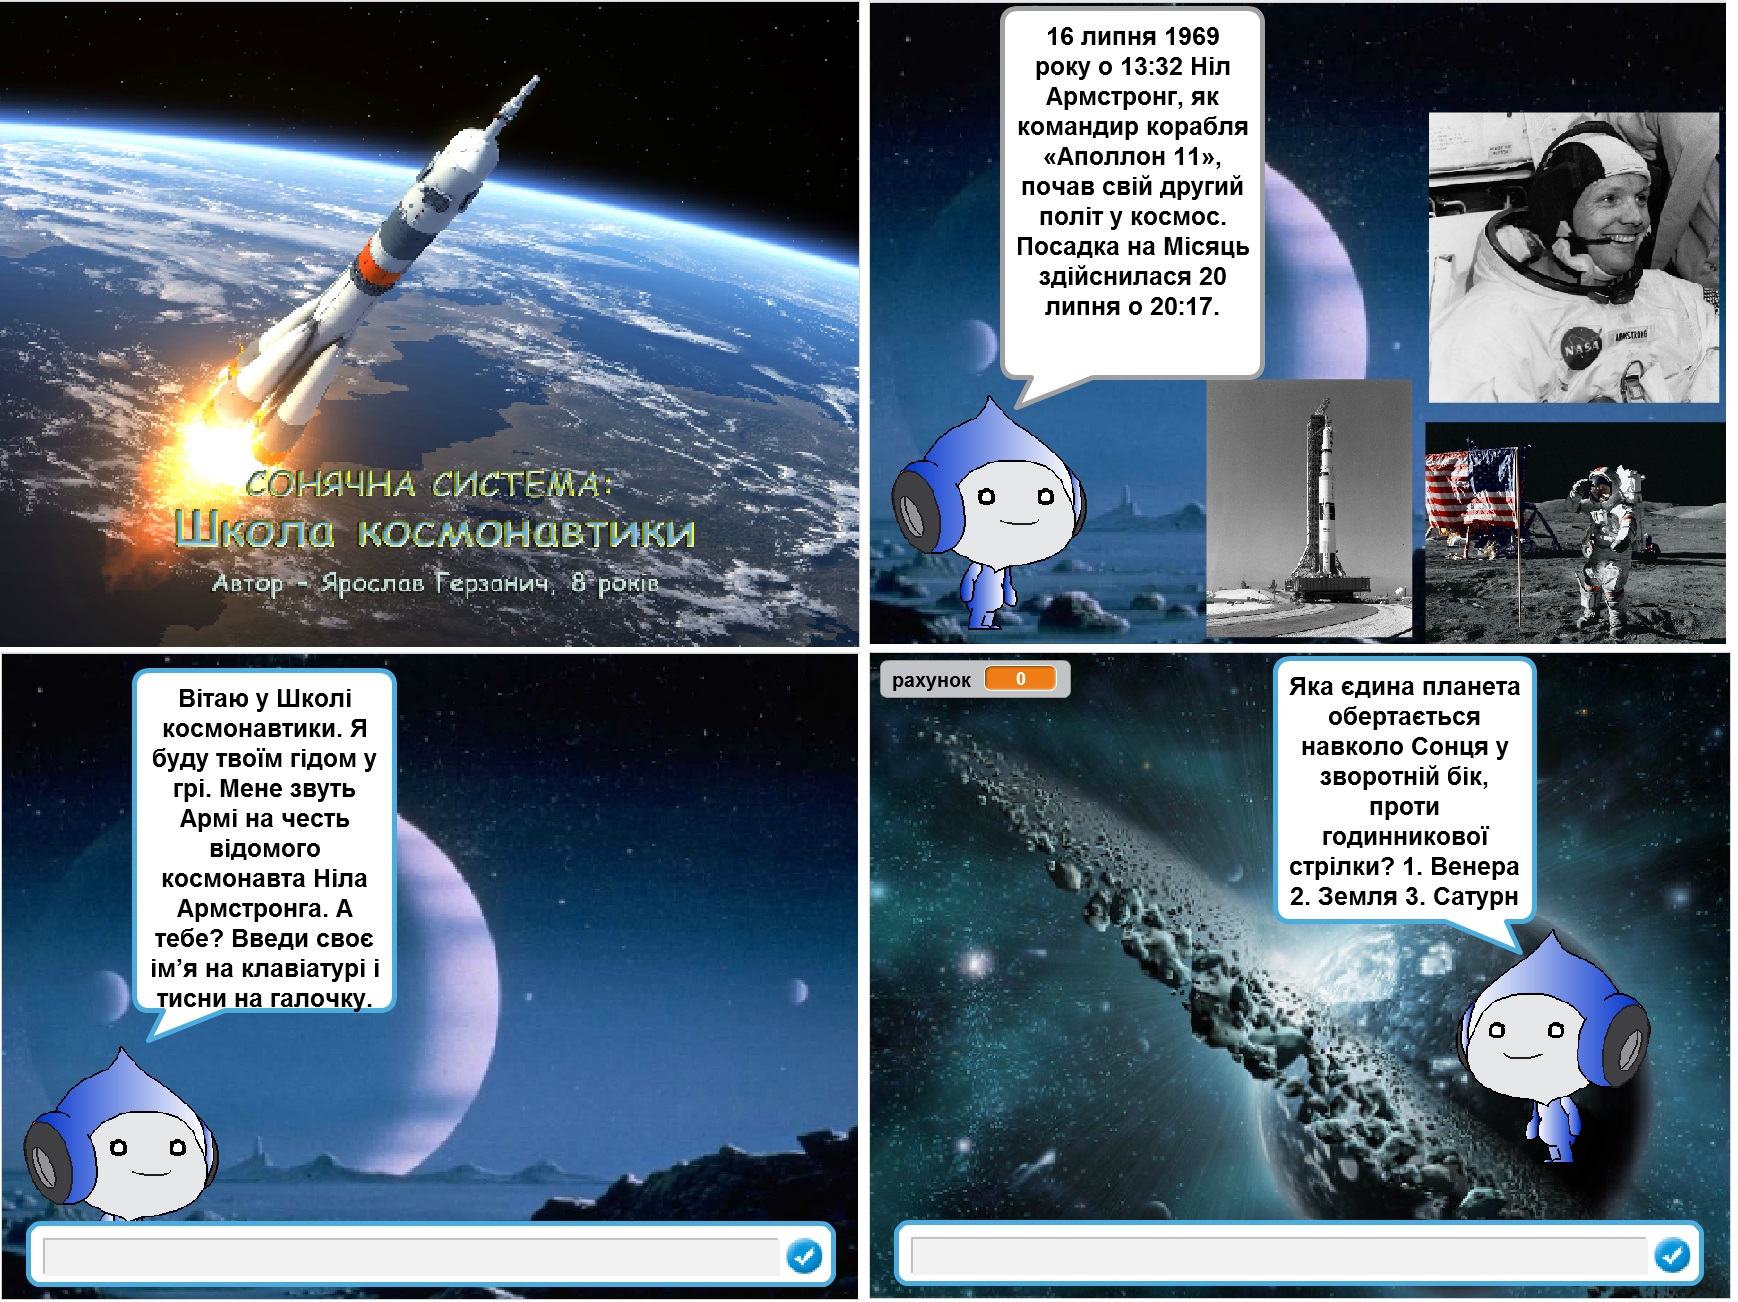 СОНЯЧНА СИСТЕМА:
Школа космонавтики
Автор - Ярослав Герзанич, 8 років
16 липня 1969
року о 13:32 Ніл
Армстронг, як
командир корабля
«Аполлон 11»,
почав свій другий
політ у космос.
Посадка на Місяць
здійснилася 20
липня о 20:17.
NASA
ARMSTRONG
Вітаю у Школі
космонавтики. Я
буду твоїм гідом у
грі. Мене звуть
Армі на честь
відомого
космонавта Ніла
Армстронга. А
тебе? Введи своє
ім’я на клавіатурі і
тисни на галочку.
рахунок 0
Яка єдина планета
обертається
навколо Сонця у
зворотній бік,
проти
годинникової
стрілки? 1. Венера
2. Земля 3. Сатурн